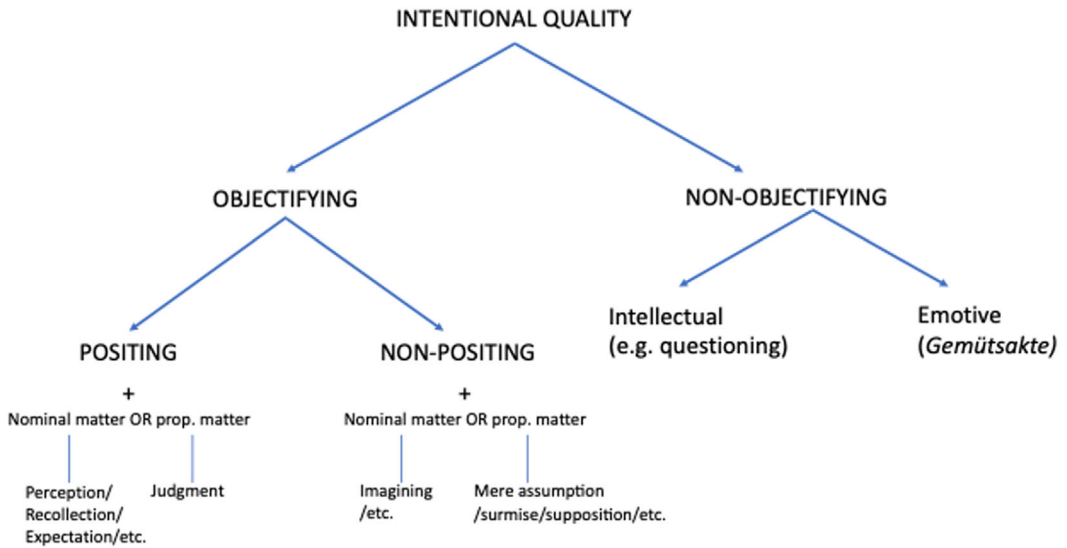 INTENTIONAL QUALITY
OBJECTIFYING
NON-OBJECTIFYING
Intellectual
(e.g. questioning)
Emotive
(Gemütsakte)
POSITING
NON-POSITING
+
+
Nominal matter OR prop. matter
Nominal matter OR prop. matter
Perception/
Recollection/
Expectation/etc.
Judgment
Imagining
/etc.
Mere assumption
/surmise/supposition/etc.